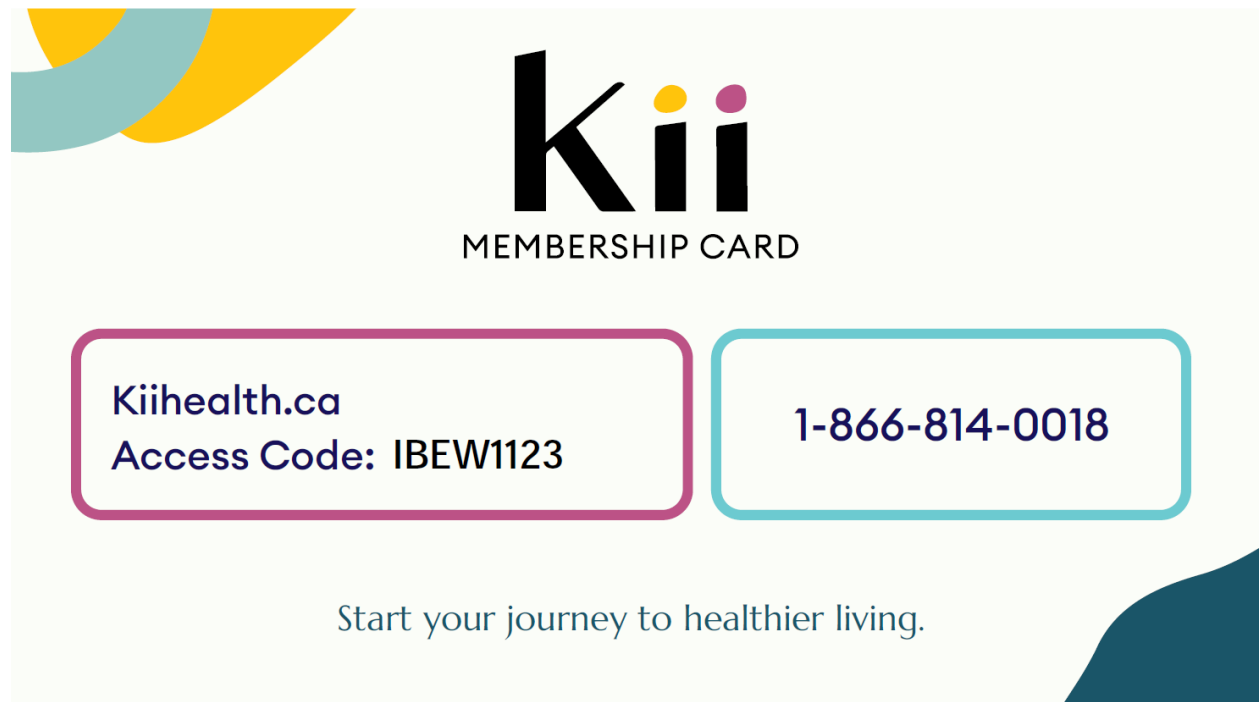 kii
MEMBERSHIP CARD
Kiihealth.ca
Access Code: IBEW1123
1-866-814-0018
Start your journey to healthier living.